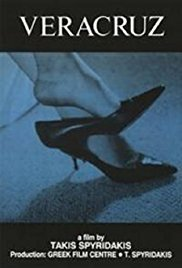 VERACRUZ
a film by
TAKIS SPYRIDAKIS
Production: GREEK FILM CENTRE • T. SPYRIDAKIS